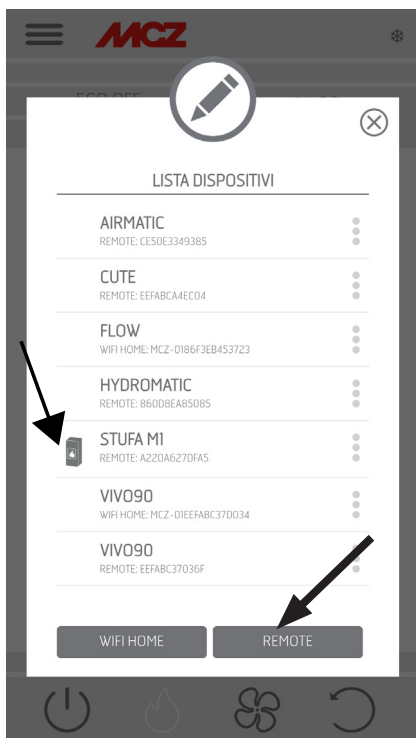 MCZ
LISTA DISPOSITIVI
AIRMATIC
REMOTE: CE50E3349385
CUTE
REMOTE: EEFABCA4EC04
FLOW
WIFI HOME: MCZ-0186F3EB453723
HYDROMATIC
REMOTE: 860D8EA85085
STUFA M1
REMOTE: A220A627DFA5
VIVO90
WIFI HOME: MCZ-01EEFABC37D034
VIVO90
REMOTE: EEFABC37036F
WIFI HOME
REMOTE